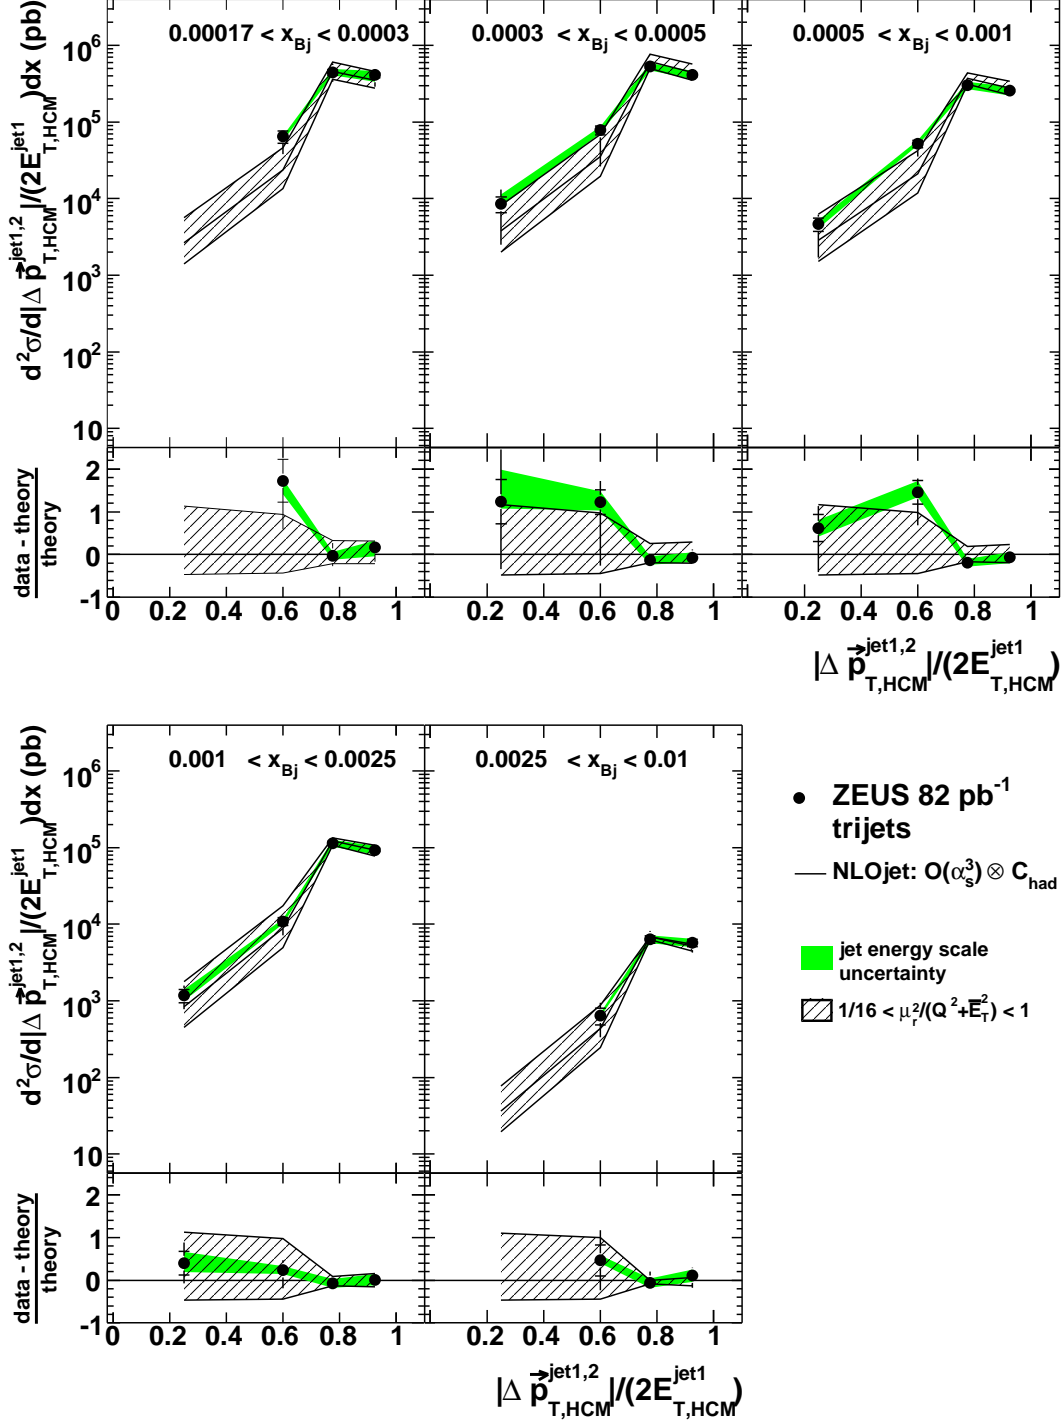 d²σ/d|Δ p⃗ᵀ,ᴴᶜᴹ^jet1,2|/(2E_T,HCM^jet1)dx (pb)
0.00017 < x_Bj < 0.0003
0.0003 < x_Bj < 0.0005
0.0005 < x_Bj < 0.001
10^6
10^5
10^4
10^3
10^2
10
data - theory
theory
2
1
0
-1
0 0.2 0.4 0.6 0.8 1
0.2 0.4 0.6 0.8 1
0.2 0.4 0.6 0.8 1
|Δ p⃗_T,HCM^jet1,2|/(2E_T,HCM^jet1)
d²σ/d|Δ p⃗_T,HCM^jet1,2|/(2E_T,HCM^jet1)dx (pb)
0.001 < x_Bj < 0.0025
0.0025 < x_Bj < 0.01
10^6
10^5
10^4
10^3
10^2
10
ZEUS 82 pb^-1
trijets
NLOjet: O(α_s^3) ⊗ C_had
jet energy scale
uncertainty
1/16 < μ_r^2/(Q^2+E̅_T^2) < 1
data - theory
theory
2
1
0
-1
0 0.2 0.4 0.6 0.8 1
0.2 0.4 0.6 0.8 1
|Δ p⃗_T,HCM^jet1,2|/(2E_T,HCM^jet1)